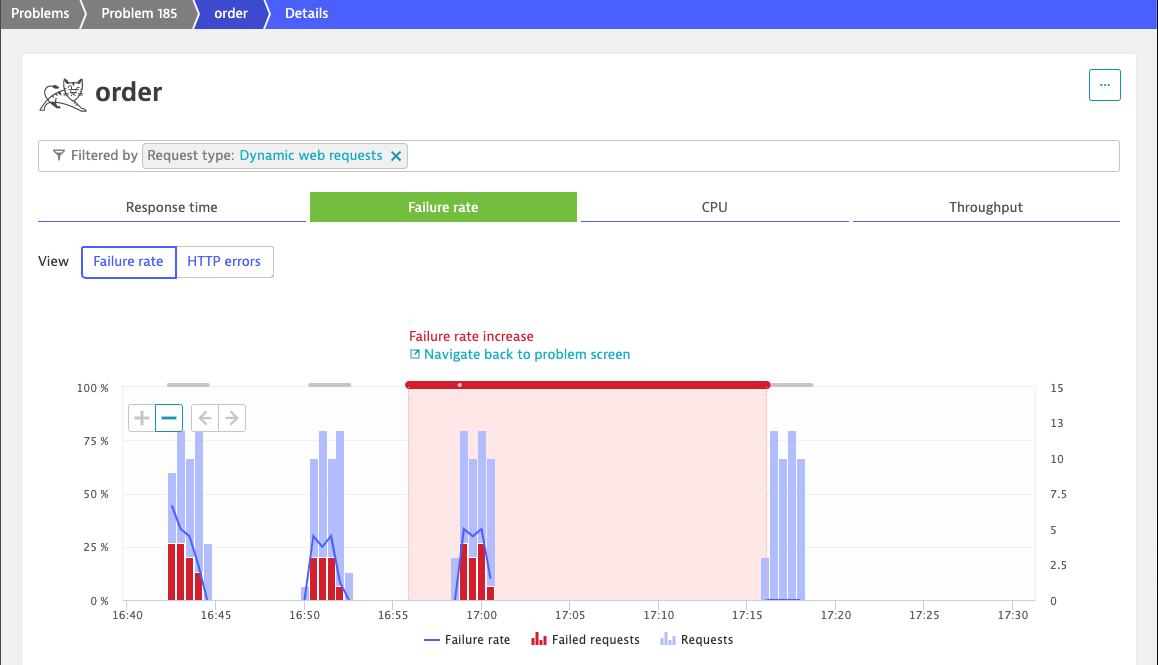 Problems Problem 185 order Details
order
...
Filtered by Request type: Dynamic web requests
Response time Failure rate CPU Throughput
View Failure rate HTTP errors
Failure rate increase
Navigate back to problem screen
100 % 15
13
75 %
10
50 % 7.5
5
25 %
2.5
0 % 0
16:40 16:45 16:50 16:55 17:00 17:05 17:10 17:15 17:20 17:25 17:30
Failure rate Failed requests Requests